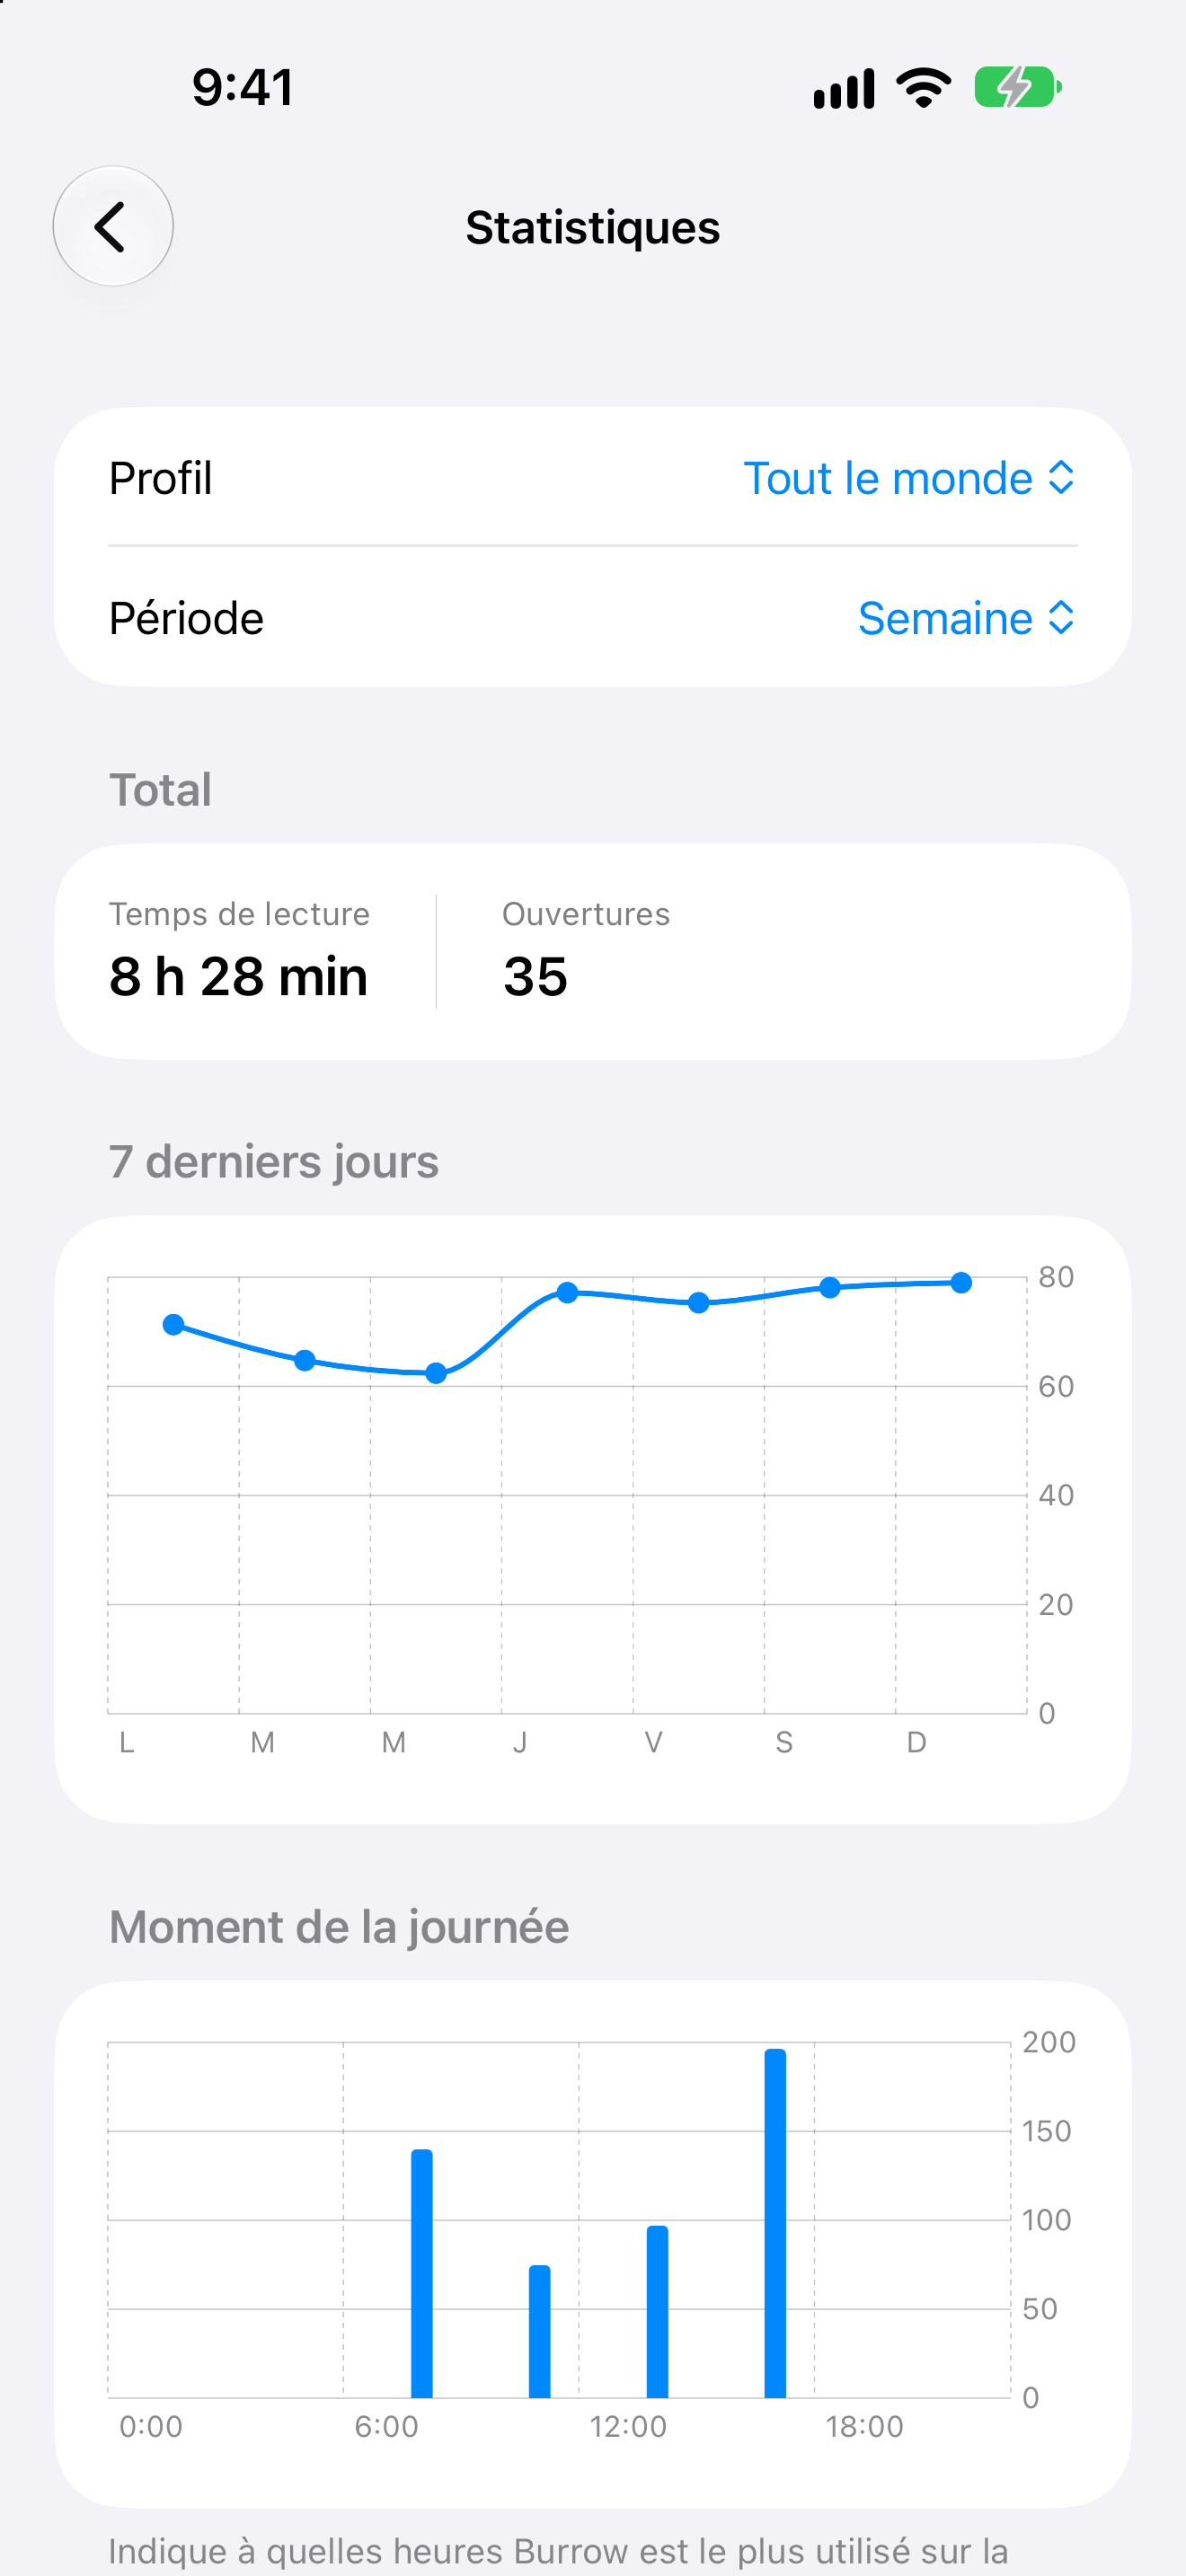 9:41
Statistiques
Profil Tout le monde
Période Semaine
Total
Temps de lecture Ouvertures
8 h 28 min 35
7 derniers jours
80
60
40
20
0
L M M J V S D
Moment de la journée
200
150
100
50
0
0:00 6:00 12:00 18:00
Indique à quelles heures Burrow est le plus utilisé sur la